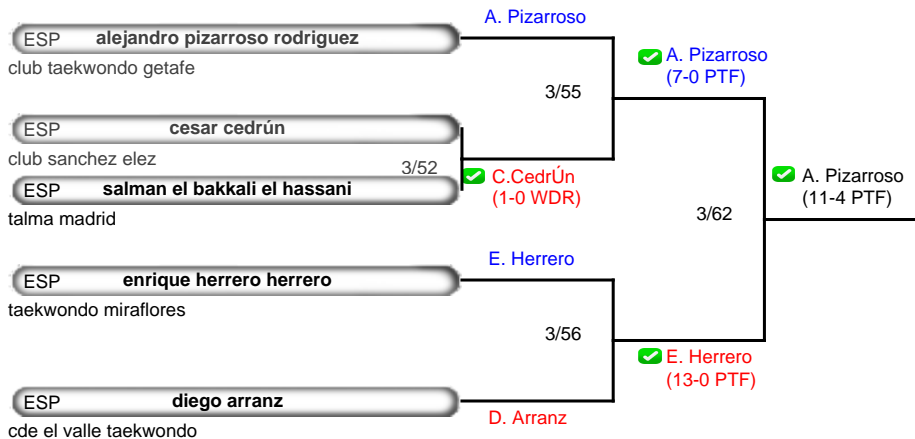 A. Pizarroso
ESP alejandro pizarroso rodriguez
club taekwondo getafe
3/55
A. Pizarroso
(7-0 PTF)
ESP cesar cedrún
club sanchez elez
3/52
C.CedrÚn
(1-0 WDR)
ESP salman el bakkali el hassani
talma madrid
A. Pizarroso
(11-4 PTF)
3/62
E. Herrero
ESP enrique herrero herrero
taekwondo miraflores
3/56
E. Herrero
(13-0 PTF)
ESP diego arranz
D. Arranz
cde el valle taekwondo